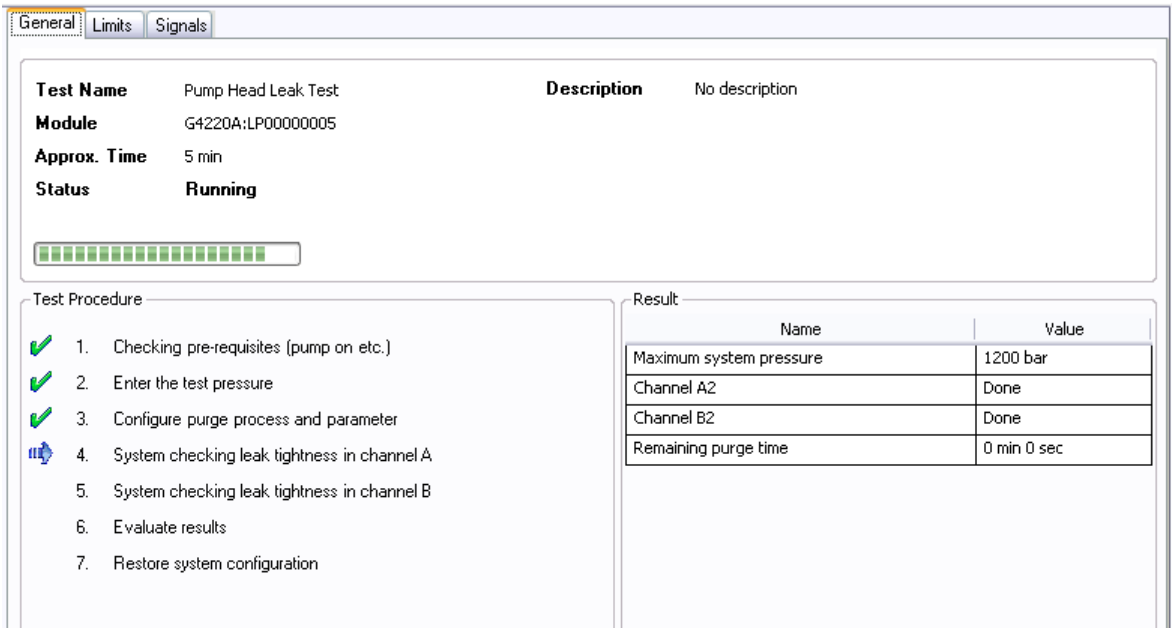 General Limits Signals
Test Name Pump Head Leak Test Description No description
Module G4220A:LP00000005
Approx. Time 5 min
Status Running
Test Procedure
1. Checking pre-requisites (pump on etc.)
2. Enter the test pressure
3. Configure purge process and parameter
4. System checking leak tightness in channel A
5. System checking leak tightness in channel B
6. Evaluate results
7. Restore system configuration
Result
Name Value
Maximum system pressure 1200 bar
Channel A2 Done
Channel B2 Done
Remaining purge time 0 min 0 sec